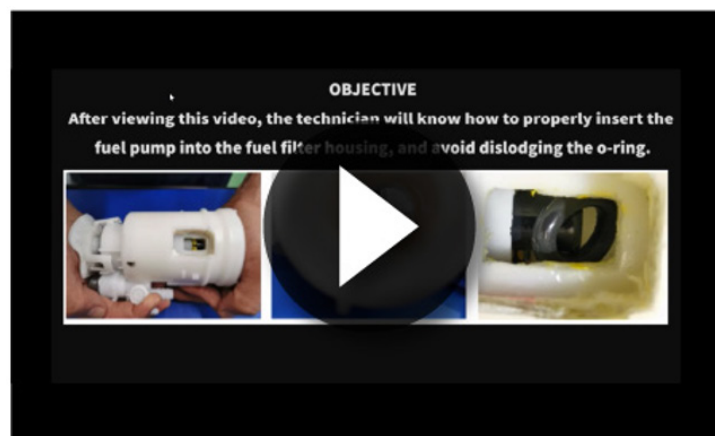 OBJECTIVE
After viewing this video, the technician will know how to properly insert the
fuel pump into the fuel filter housing, and avoid dislodging the o-ring.